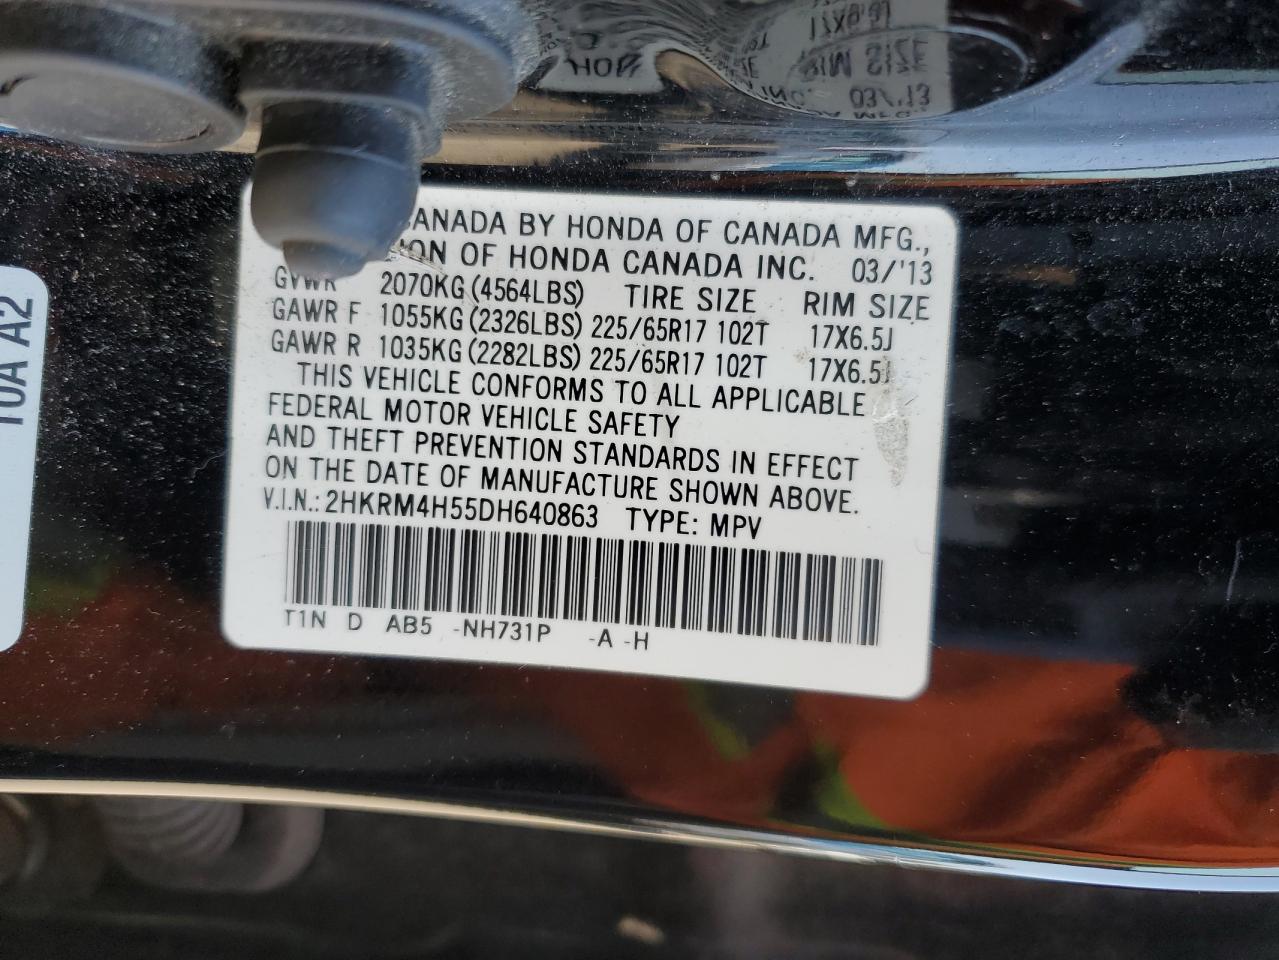 CANADA BY HONDA OF CANADA MFG.,
OF HONDA CANADA INC. 03/'13
GVWR 2070KG (4564LBS) TIRE SIZE RIM SIZE
GAWR F 1055KG (2326LBS) 225/65R17 102T 17X6.5J
GAWR R 1035KG (2282LBS) 225/65R17 102T 17X6.5J
THIS VEHICLE CONFORMS TO ALL APPLICABLE
FEDERAL MOTOR VEHICLE SAFETY
AND THEFT PREVENTION STANDARDS IN EFFECT
ON THE DATE OF MANUFACTURE SHOWN ABOVE.
V.I.N.: 2HKRM4H55DH640863 TYPE: MPV
T1N D AB5 -NH731P -A -H
10A A2